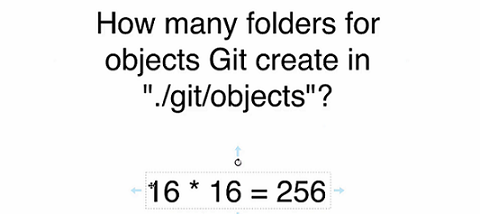 How many folders for
objects Git create in
"./git/objects"?
16 * 16 = 256